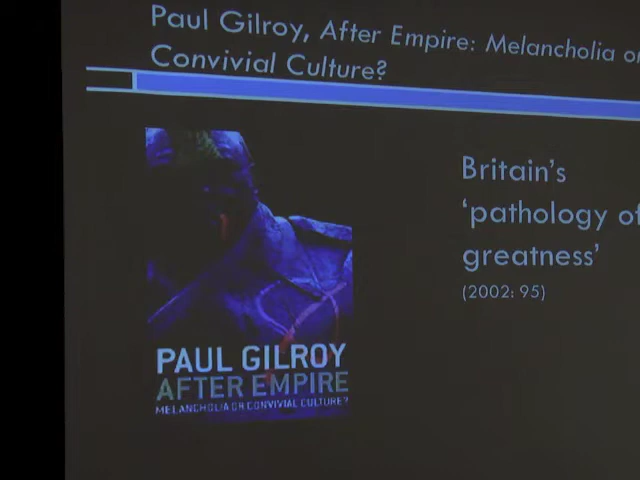 Paul Gilroy, After Empire: Melancholia or
Convivial Culture?
Britain's
'pathology of
greatness'
(2002: 95)
PAUL GILROY
AFTER EMPIRE
MELANCHOLIA OR CONVIVIAL CULTURE?